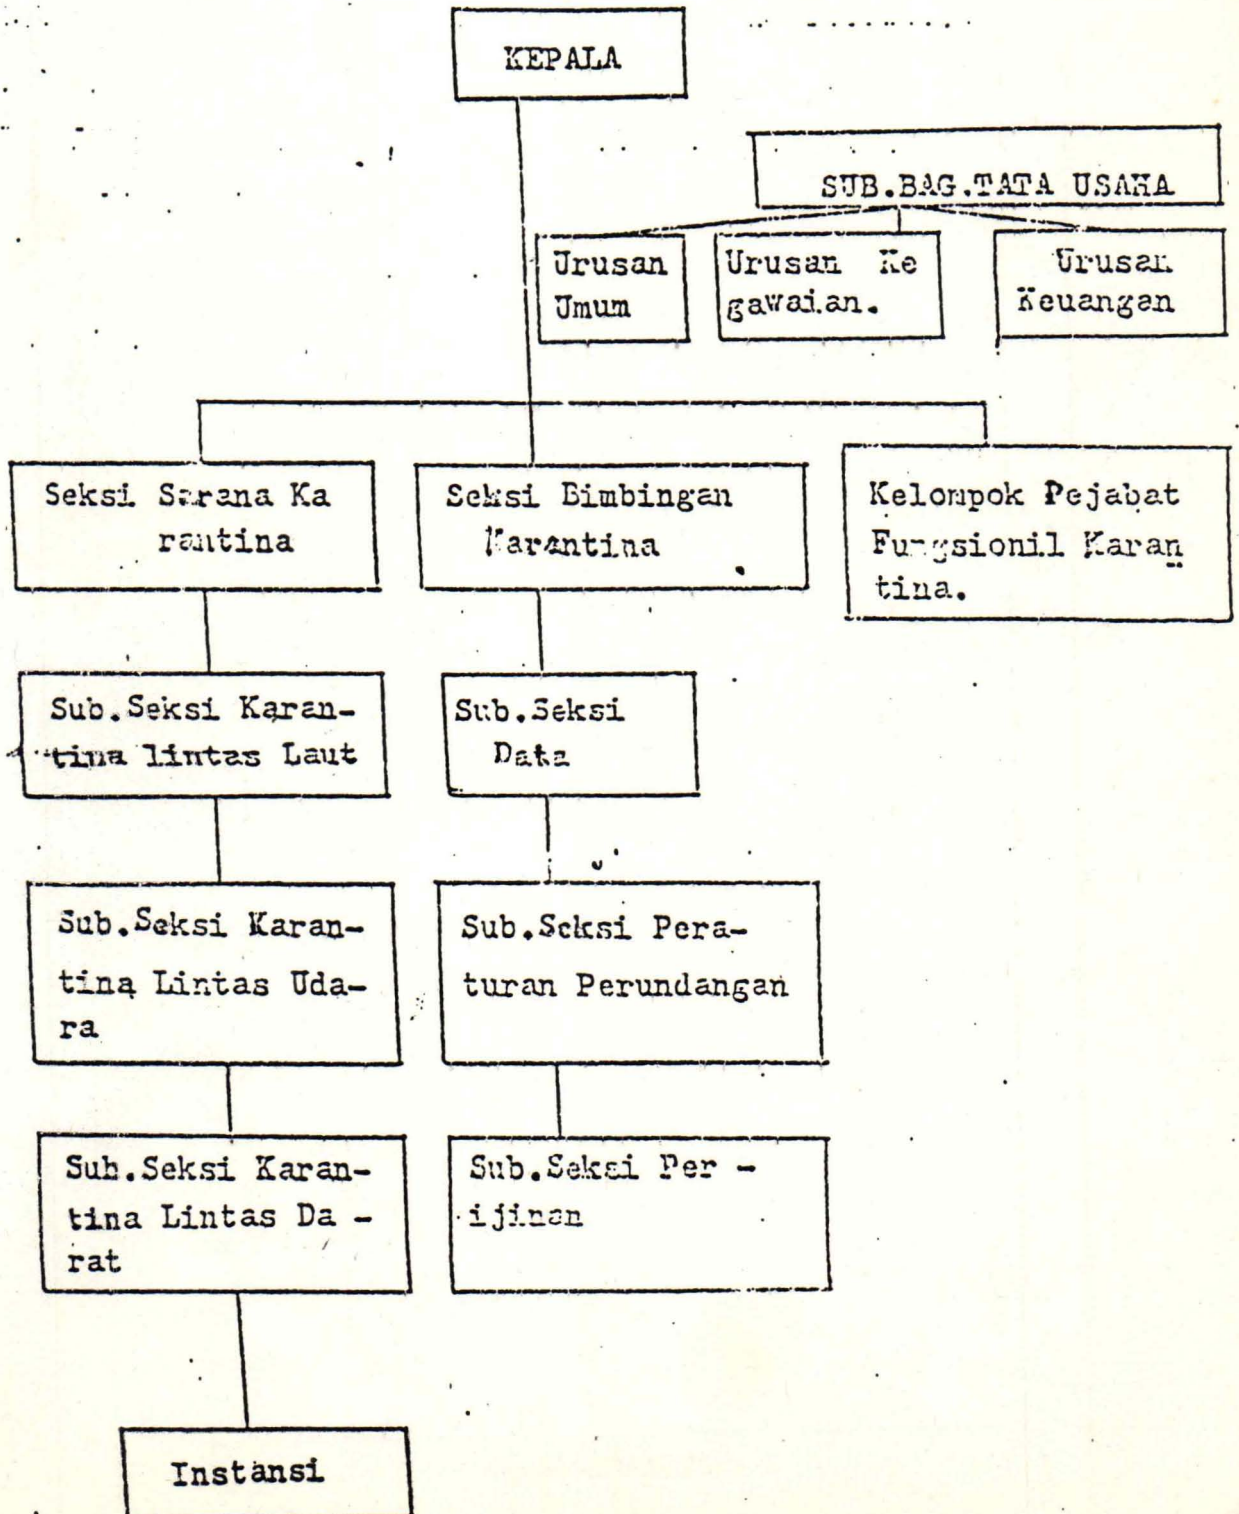 KEPALA
SUB.BAG.TATA USAHA
Urusan
Umum
Urusan Ke
gawaian.
Urusan
Keuangan
Seksi Sarana Ka
rantina
Seksi Bimbingan
Karantina
Kelompok Pejabat
Fungsionil Karan
tina.
Sub.Seksi Karan-
tina lintas Laut
Sub.Seksi
Data
Sub.Seksi Karan-
tina Lintas Uda-
ra
Sub.Seksi Pera-
turan Perundangan
Sub.Seksi Karan-
tina Lintas Da -
rat
Sub.Seksi Per -
ijinan
Instansi